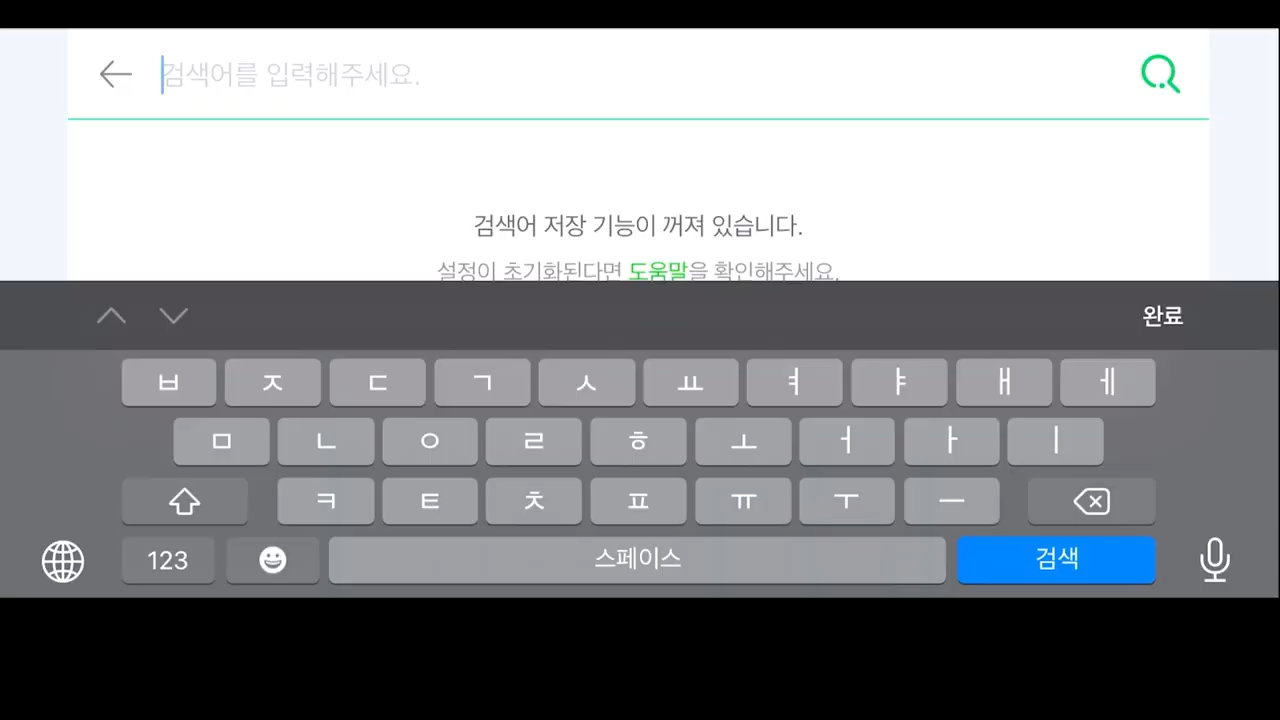 검색어를 입력해주세요.
검색어 저장 기능이 꺼져 있습니다.
설정이 초기화된다면 도움말을 확인해주세요.
완료
ㅂ ㅈ ㄷ ㄱ ㅅ ㅛ ㅕ ㅑ ㅐ ㅔ
ㅁ ㄴ ㅇ ㄹ ㅎ ㅗ ㅓ ㅏ ㅣ
ㅋ ㅌ ㅊ ㅍ ㅠ ㅜ ㅡ
123 스페이스 검색